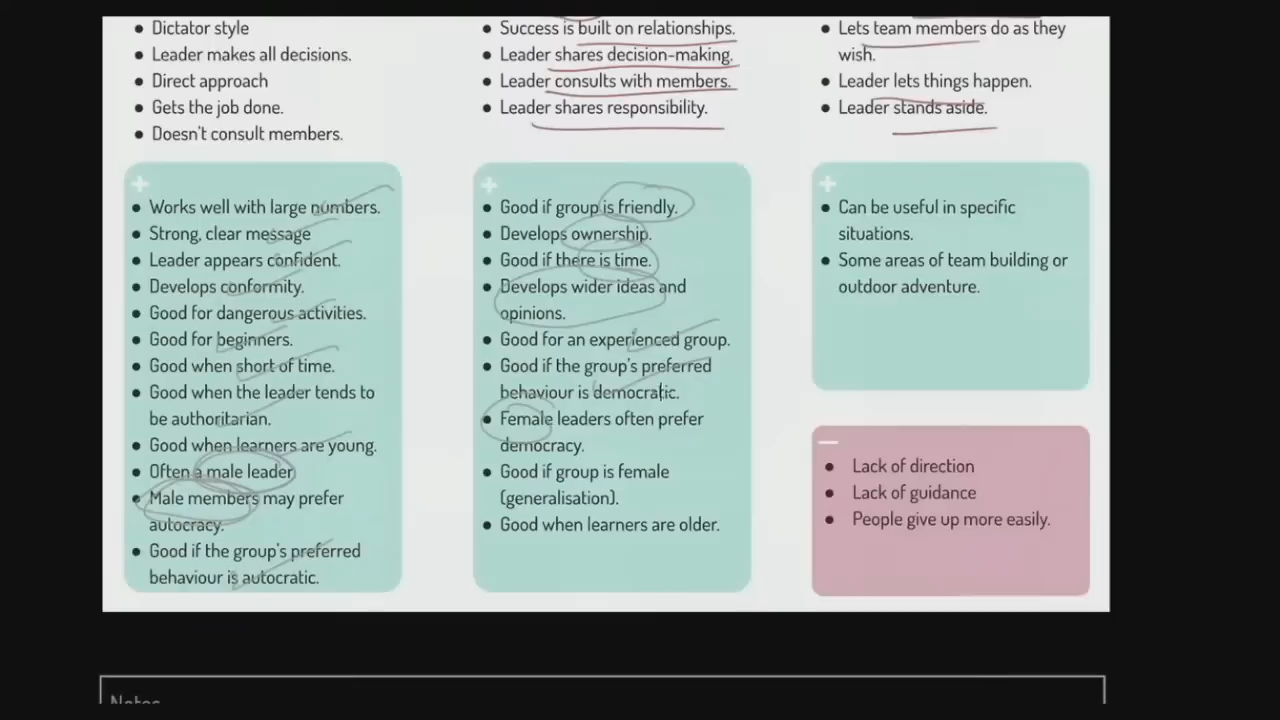 Dictator style
Leader makes all decisions.
Direct approach
Gets the job done.
Doesn't consult members.
Works well with large numbers.
Strong, clear message
Leader appears confident.
Develops conformity.
Good for dangerous activities.
Good for beginners.
Good when short of time.
Good when the leader tends to
be authoritarian.
Good when learners are young.
Often a male leader
Male members may prefer
autocracy.
Good if the group's preferred
behaviour is autocratic.
Success is built on relationships.
Leader shares decision-making.
Leader consults with members.
Leader shares responsibility.
Good if group is friendly.
Develops ownership.
Good if there is time.
Develops wider ideas and
opinions.
Good for an experienced group.
Good if the group's preferred
behaviour is democratic.
Female leaders often prefer
democracy.
Good if group is female
(generalisation).
Good when learners are older.
Lets team members do as they
wish.
Leader lets things happen.
Leader stands aside.
Can be useful in specific
situations.
Some areas of team building or
outdoor adventure.
Lack of direction
Lack of guidance
People give up more easily.
Notes